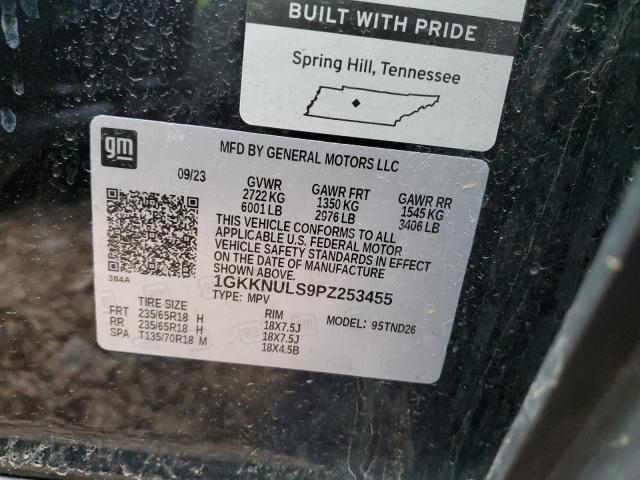 BUILT WITH PRIDE
Spring Hill, Tennessee
gm
MFD BY GENERAL MOTORS LLC
09/23
GVWR GAWR FRT GAWR RR
2722 KG 1350 KG 1545 KG
6001 LB 2976 LB 3406 LB
THIS VEHICLE CONFORMS TO ALL
APPLICABLE U.S. FEDERAL MOTOR
VEHICLE SAFETY STANDARDS IN EFFECT
ON THE DATE OF MANUFACTURE
SHOWN ABOVE.
384A
1GKKNULS9PZ253455
TYPE: MPV
TIRE SIZE RIM MODEL: 95TND26
FRT 235/65R18 H 18X7.5J
RR 235/65R18 H 18X7.5J
SPA T135/70R18 M 18X4.5B